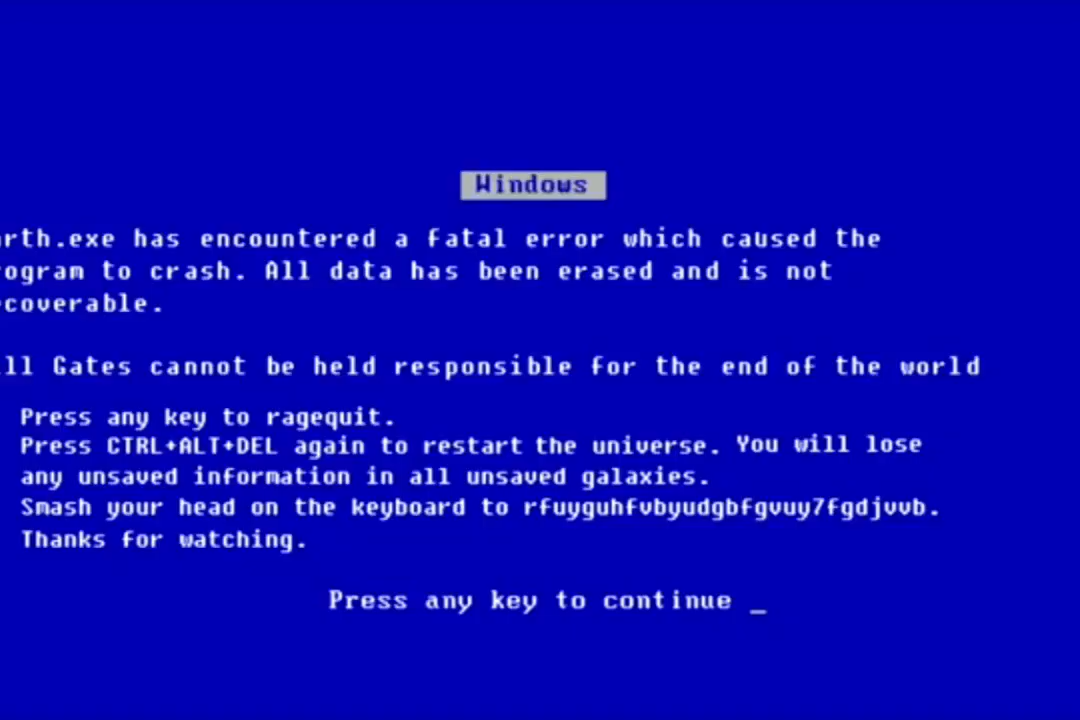 Windows
arth.exe has encountered a fatal error which caused the
rogram to crash. All data has been erased and is not
ecoverable.
ll Gates cannot be held responsible for the end of the world
Press any key to ragequit.
Press CTRL+ALT+DEL again to restart the universe. You will lose
any unsaved information in all unsaved galaxies.
Smash your head on the keyboard to rfuyguhfvbyudgbfgvuy7fgdjvvb.
Thanks for watching.
Press any key to continue _